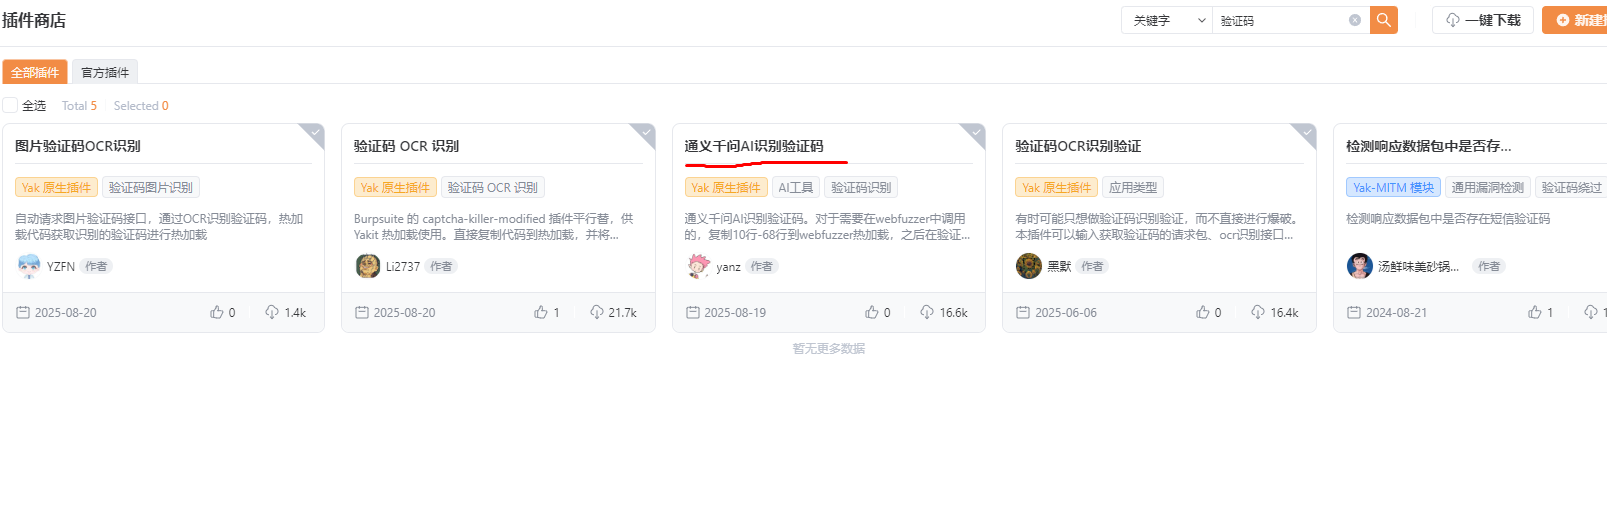 插件商店
关键字
验证码
一键下载
新建
全部插件
官方插件
全选 Total 5 Selected 0
图片验证码OCR识别
Yak 原生插件 验证码图片识别
自动请求图片验证码接口，通过OCR识别验证码，热加
载代码获取识别的验证码进行热加载
YZFN 作者
2025-08-20 0 1.4k
验证码 OCR 识别
Yak 原生插件 验证码 OCR 识别
Burpsuite 的 captcha-killer-modified 插件平行替，供
Yakit 热加载使用。直接复制代码到热加载，并将...
Li2737 作者
2025-08-20 1 21.7k
通义千问AI识别验证码
Yak 原生插件 AI工具 验证码识别
通义千问AI识别验证码。对于需要在webfuzzer中调用
的，复制10行-68行到webfuzzer热加载，之后在验证...
yanz 作者
2025-08-19 0 16.6k
验证码OCR识别验证
Yak 原生插件 应用类型
有时可能只想做验证码识别验证，而不直接进行爆破。
本插件可以输入获取验证码的请求包、ocr识别接口...
黑默 作者
2025-06-06 0 16.4k
检测响应数据包中是否存...
Yak-MITM 模块 通用漏洞检测 验证码绕过
检测响应数据包中是否存在短信验证码
汤鲜味美砂锅... 作者
2024-08-21 1 1
暂无更多数据